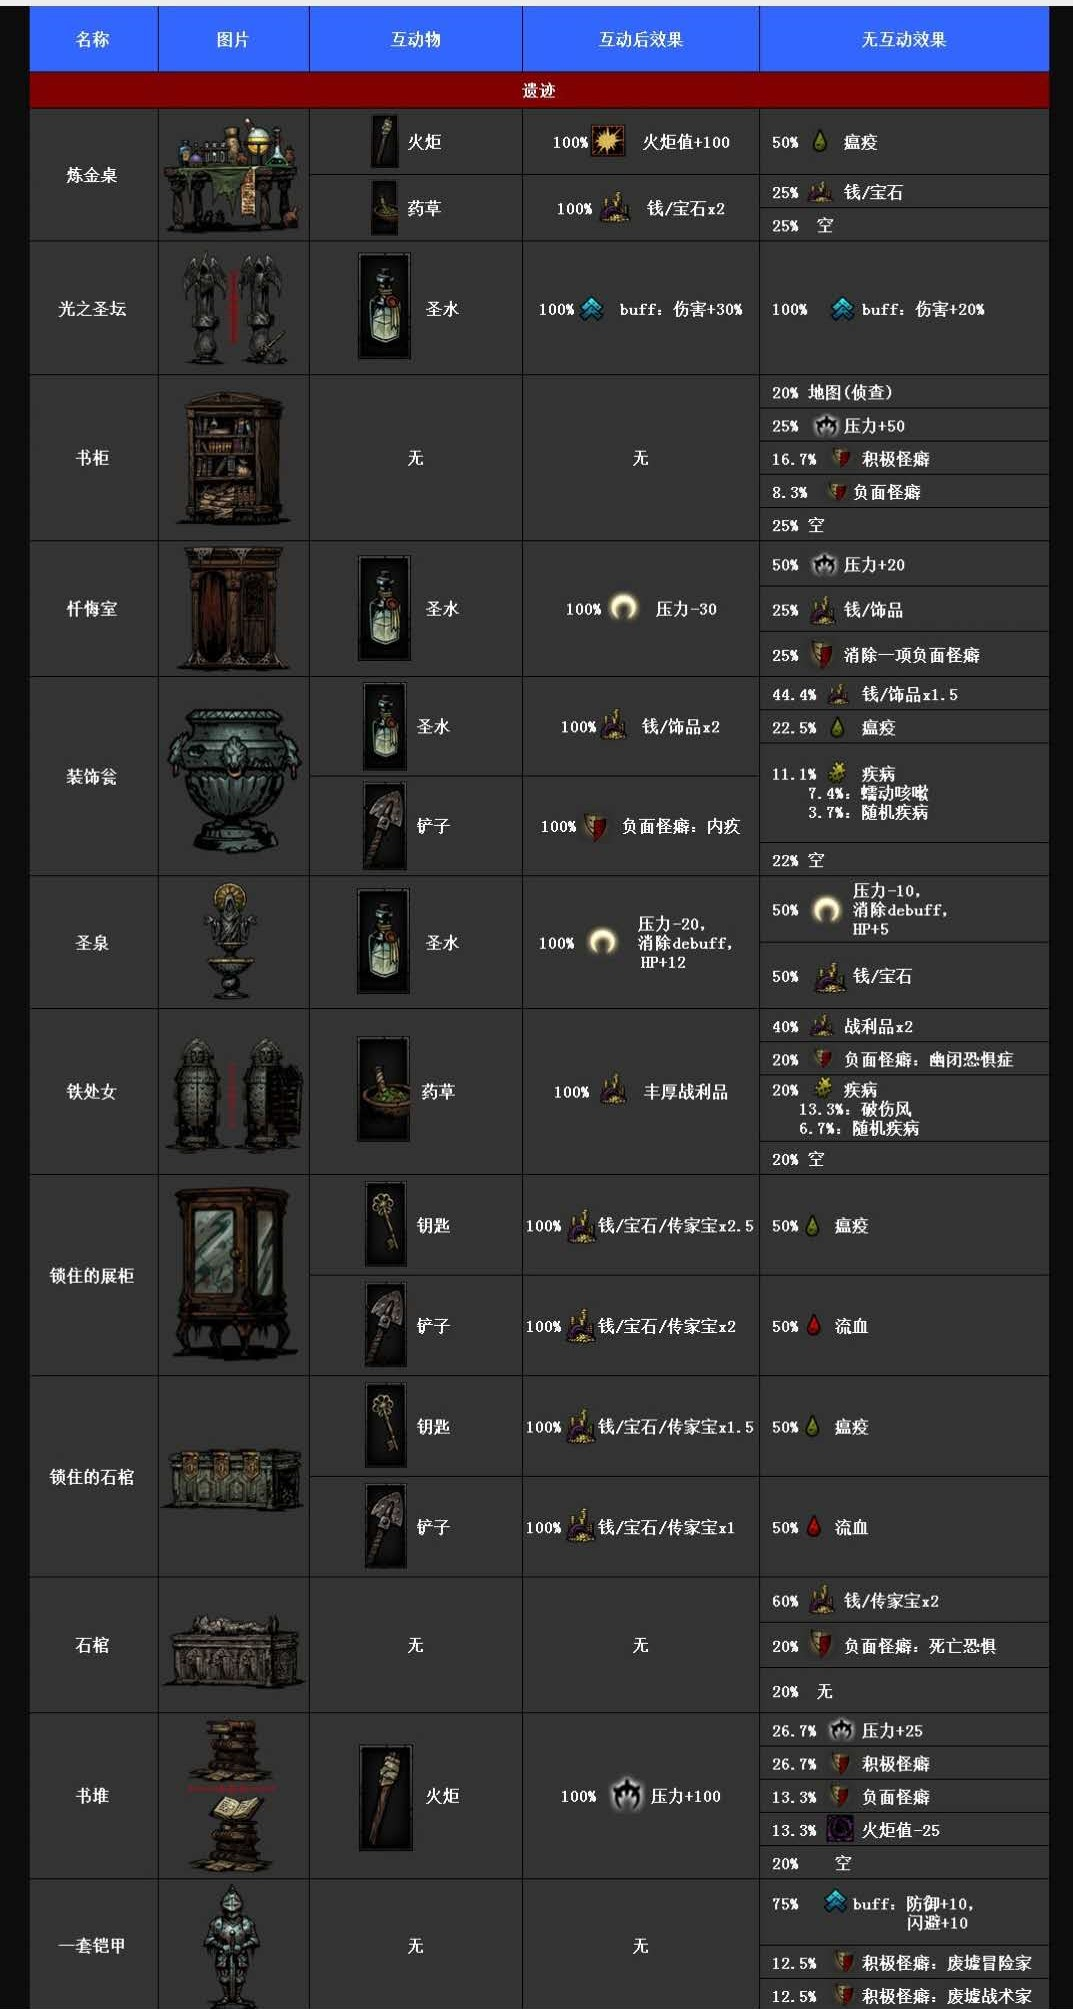 名称 图片 互动物 互动后效果 无互动效果
遗迹
炼金桌
火炬 100% 火炬值+100
药草 100% 钱/宝石x2
50% 瘟疫
25% 钱/宝石
25% 空
光之圣坛 圣水 100% buff：伤害+30% 100% buff：伤害+20%
书柜 无 无
20% 地图(侦查)
25% 压力+50
16.7% 积极怪癖
8.3% 负面怪癖
25% 空
忏悔室 圣水 100% 压力-30
50% 压力+20
25% 钱/饰品
25% 消除一项负面怪癖
装饰瓮
圣水 100% 钱/饰品x2
铲子 100% 负面怪癖：内疚
44.4% 钱/饰品x1.5
22.5% 瘟疫
11.1% 疾病
7.4%：蠕动咳嗽
3.7%：随机疾病
22% 空
圣泉 圣水 100%
压力-20，
消除debuff，
HP+12
50%
压力-10，
消除debuff，
HP+5
50% 钱/宝石
铁处女 药草 100% 丰厚战利品
40% 战利品x2
20% 负面怪癖：幽闭恐惧症
20% 疾病
13.3%：破伤风
6.7%：随机疾病
20% 空
锁住的展柜
钥匙 100% 钱/宝石/传家宝x2.5 50% 瘟疫
铲子 100% 钱/宝石/传家宝x2 50% 流血
锁住的石棺
钥匙 100% 钱/宝石/传家宝x1.5 50% 瘟疫
铲子 100% 钱/宝石/传家宝x1 50% 流血
石棺 无 无
60% 钱/传家宝x2
20% 负面怪癖：死亡恐惧
20% 无
书堆 火炬 100% 压力+100
26.7% 压力+25
26.7% 积极怪癖
13.3% 负面怪癖
13.3% 火炬值-25
20% 空
一套铠甲 无 无
75% buff：防御+10，
闪避+10
12.5% 积极怪癖：废墟冒险家
12.5% 积极怪癖：废墟战术家